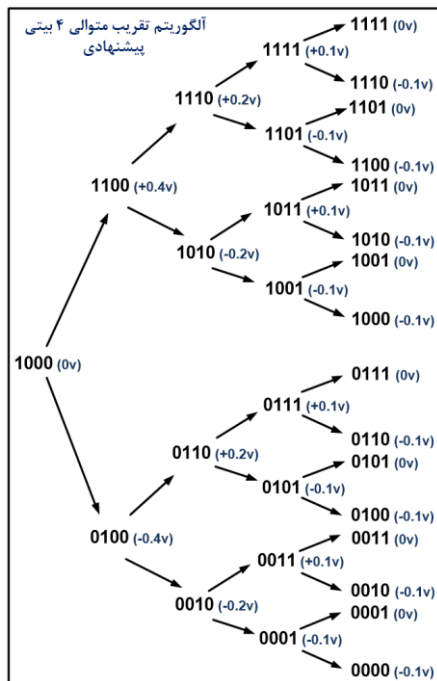 آلگوریتم تقریب متوالی ۴ بیتی
پیشنهادی
1111 (0v)
1111 (+0.1v)
1110 (-0.1v)
1110 (+0.2v)
1101 (0v)
1101 (-0.1v)
1100 (-0.1v)
1100 (+0.4v)
1011 (0v)
1011 (+0.1v)
1010 (-0.1v)
1010 (-0.2v)
1001 (0v)
1001 (-0.1v)
1000 (-0.1v)
1000 (0v)
0111 (0v)
0111 (+0.1v)
0110 (-0.1v)
0110 (+0.2v)
0101 (0v)
0101 (-0.1v)
0100 (-0.1v)
0100 (-0.4v)
0011 (0v)
0011 (+0.1v)
0010 (-0.1v)
0010 (-0.2v)
0001 (0v)
0001 (-0.1v)
0000 (-0.1v)